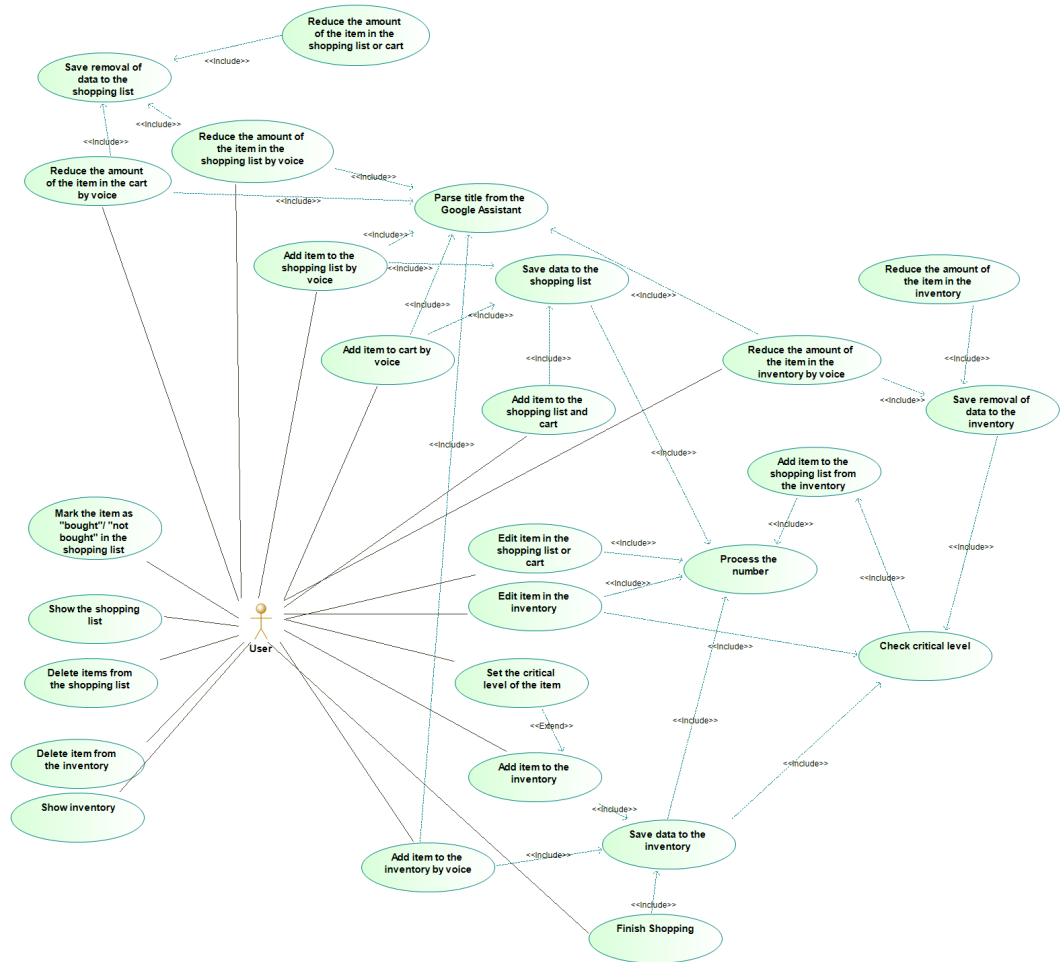 Reduce the amount
of the item in the
shopping list or cart
<<Include>>
Save removal of
data to the
shopping list
<<Include>>
<<Include>>
Reduce the amount of
the item in the
shopping list by voice
Reduce the amount
of the item in the cart
by voice
<<Include>>
<<Include>>
Parse title from the
Google Assistant
<<Include>>
Add item to the
shopping list by
voice
<<Include>>
Save data to the
shopping list
Reduce the amount of
the item in the
inventory
<<Include>>
<<Include>>
<<Include>>
Add item to cart by
voice
<<Include>>
Reduce the amount of
the item in the
inventory by voice
<<Include>>
<<Include>>
Save removal of
data to the
inventory
Add item to the
shopping list and
cart
<<Include>>
<<Include>>
Add item to the
shopping list from
the inventory
Mark the item as
"bought"/ "not
bought" in the
shopping list
Edit item in the
shopping list or
cart
<<Include>>
<<Include>>
Process the
number
<<Include>>
Edit item in the
inventory
<<Include>>
Show the shopping
list
User
<<Include>>
<<Include>>
Check critical level
Delete items from
the shopping list
Set the critical
level of the item
<<Extend>>
<<Include>>
Delete item from
the inventory
Add item to the
inventory
<<Include>>
Show inventory
<<Include>>
Save data to the
inventory
Add item to the
inventory by voice
<<Include>>
<<Include>>
Finish Shopping